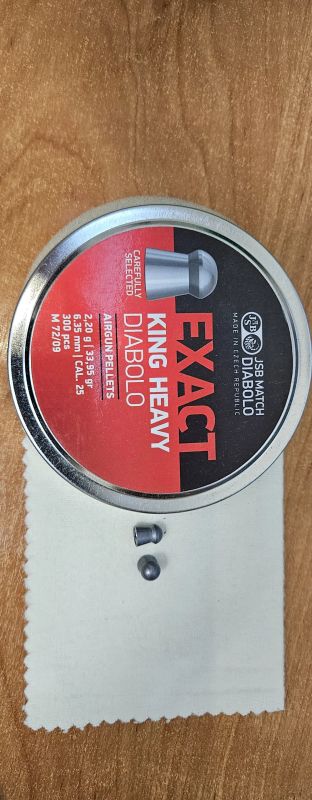 JSB MATCH
DIABOLO
MADE IN CZECH REPUBLIC
EXACT
KING HEAVY
DIABOLO
CAREFULLY
SELECTED
AIRGUN PELLETS
2,20 g | 33,95 gr
6.35 mm | CAL. .25
300 pcs
M 72/09